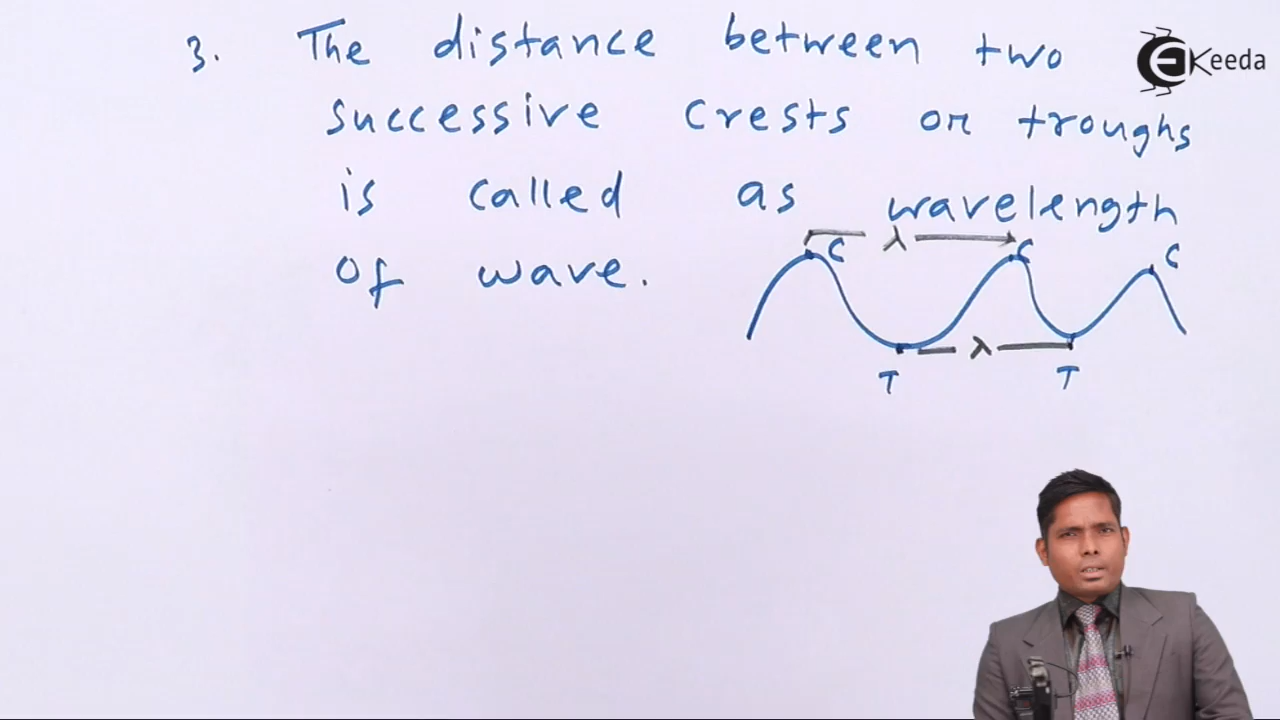 3. The distance between two
EKeeda
successive crests or troughs
is called as wavelength
of wave.
λ
C C C
λ
T T